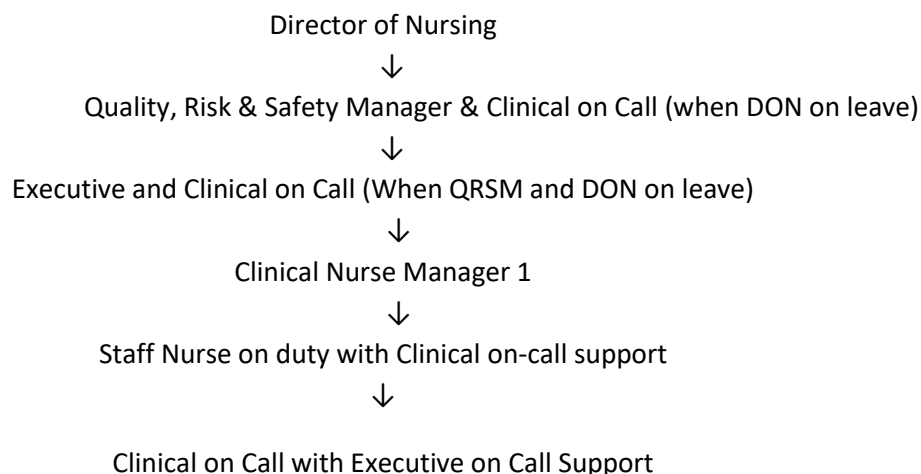 Director of Nursing
↓
Quality, Risk & Safety Manager & Clinical on Call (when DON on leave)
↓
Executive and Clinical on Call (When QRSM and DON on leave)
↓
Clinical Nurse Manager 1
↓
Staff Nurse on duty with Clinical on-call support
↓
Clinical on Call with Executive on Call Support